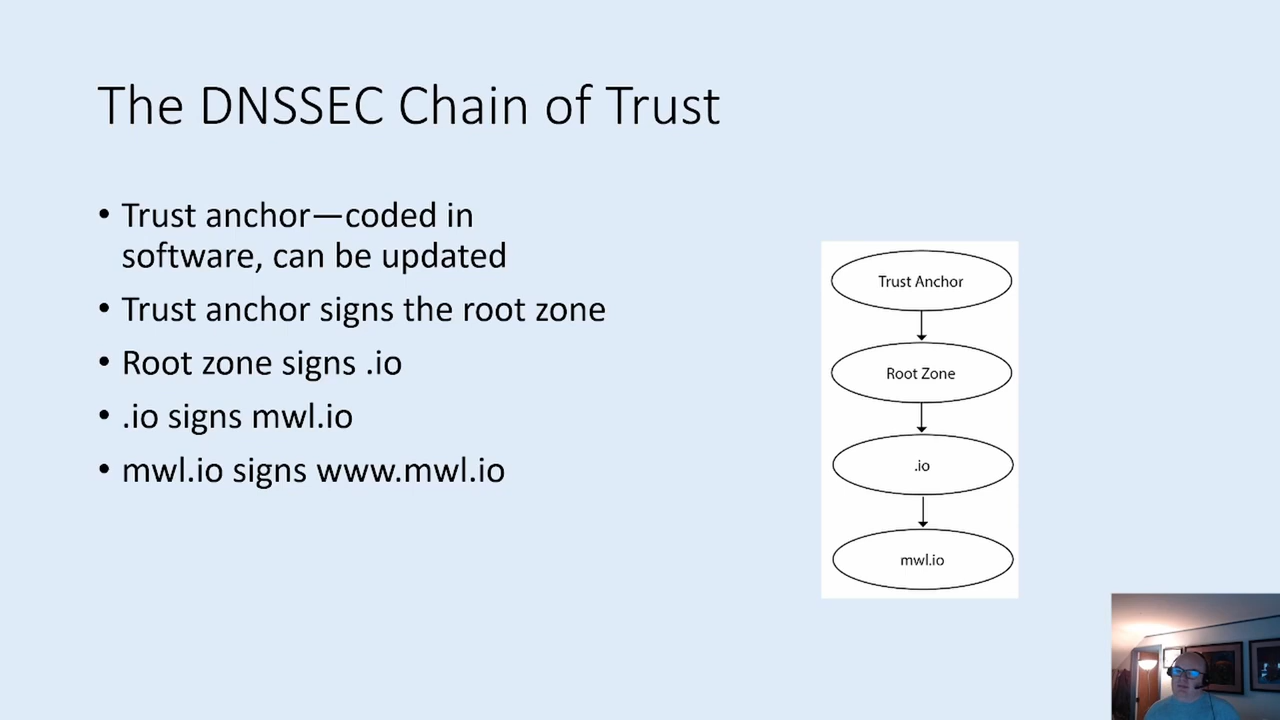 The DNSSEC Chain of Trust
• Trust anchor—coded in
software, can be updated
• Trust anchor signs the root zone
• Root zone signs .io
• .io signs mwl.io
• mwl.io signs www.mwl.io
Trust Anchor
Root Zone
.io
mwl.io